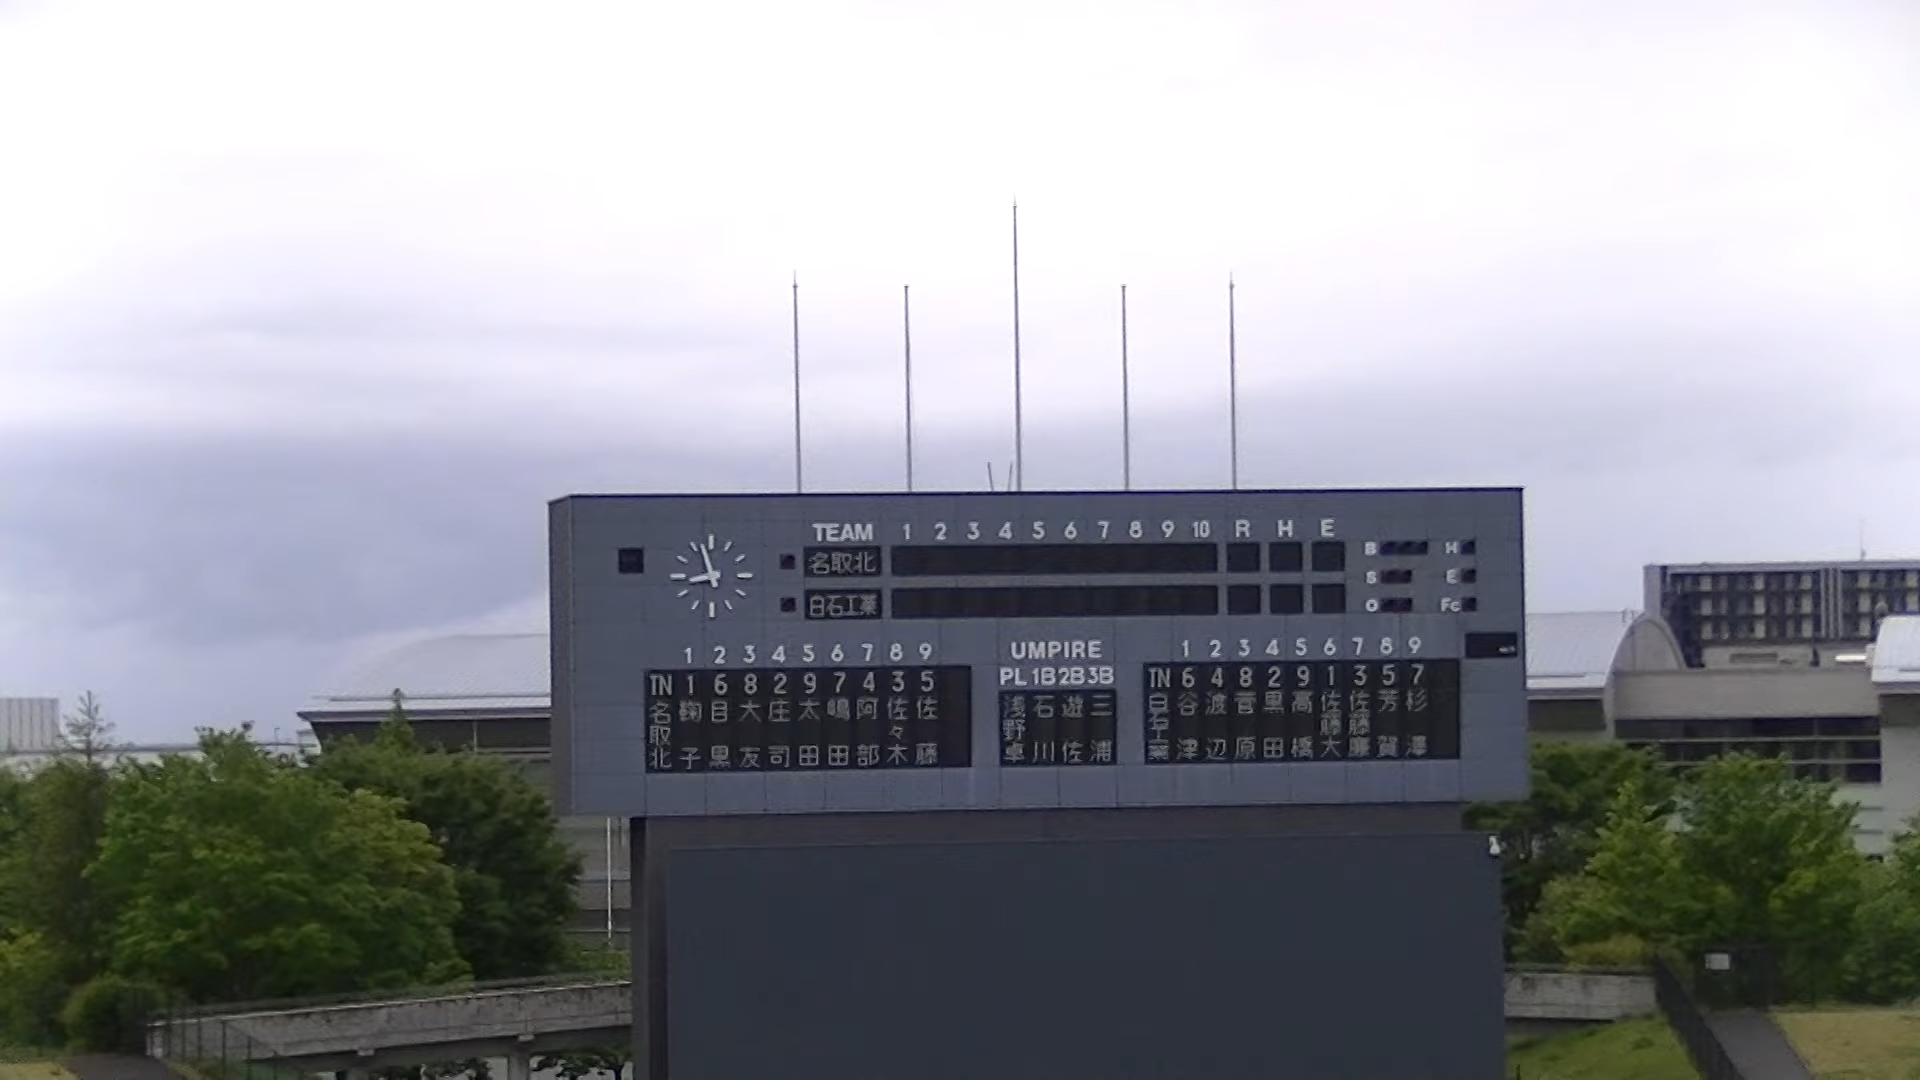 TEAM 1 2 3 4 5 6 7 8 9 10 R H E
名取北
白石工業
B H
S E
O Fc
1 2 3 4 5 6 7 8 9
TN 1 6 8 2 9 7 4 3 5
名取北
鞠子
目黒
大友
庄司
太田
嶋田
阿部
佐々木
佐藤
UMPIRE
PL 1B 2B 3B
浅野卓
石川
遊佐
三浦
1 2 3 4 5 6 7 8 9
TN 6 4 8 2 9 1 3 5 7
白石工業
谷津
渡辺
菅原
黒田
高橋
佐藤大
佐藤
芳賀
杉澤